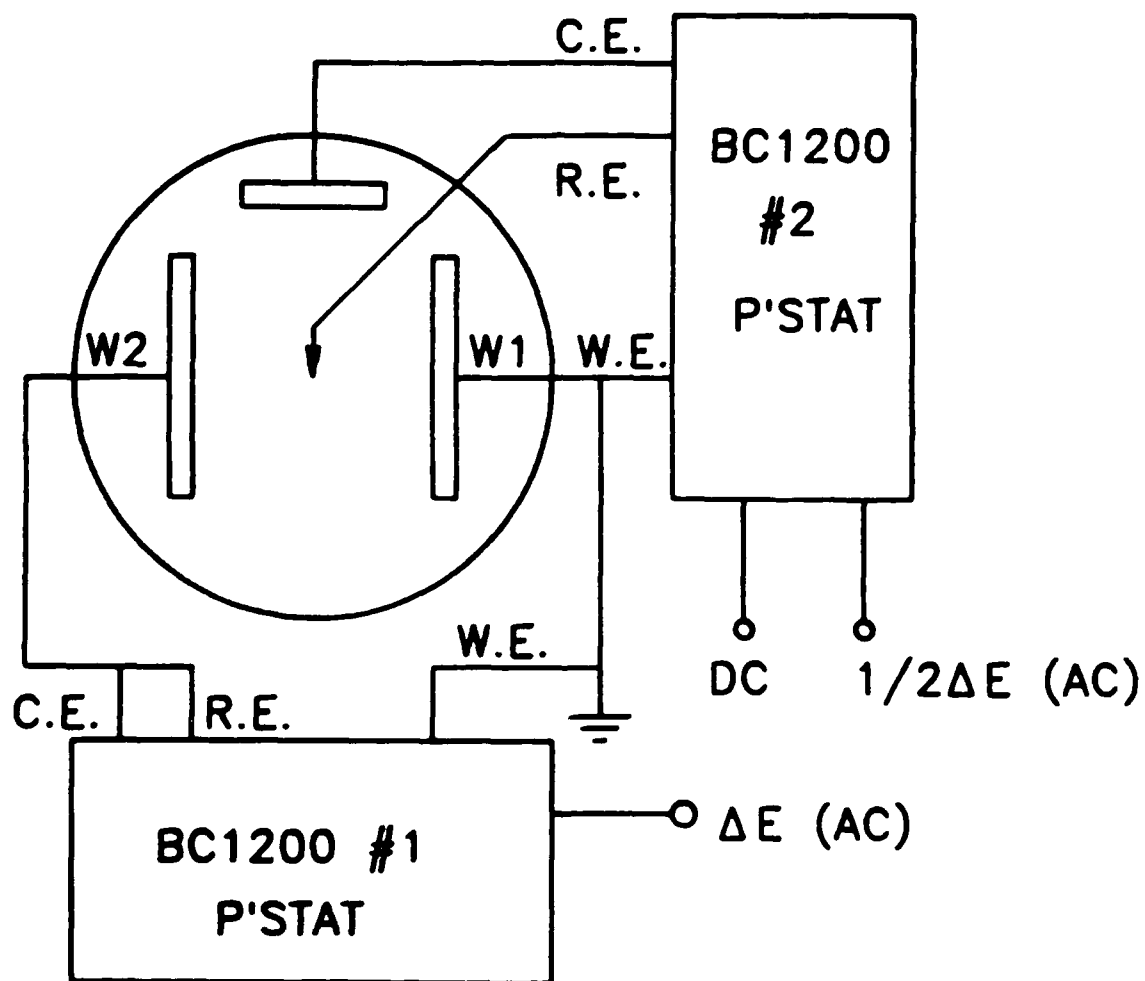 C.E.
BC1200
R.E.
#2
P'STAT
W2
W1
W.E.
W.E.
DC
1/2ΔE (AC)
C.E.
R.E.
ΔE (AC)
BC1200 #1
P'STAT